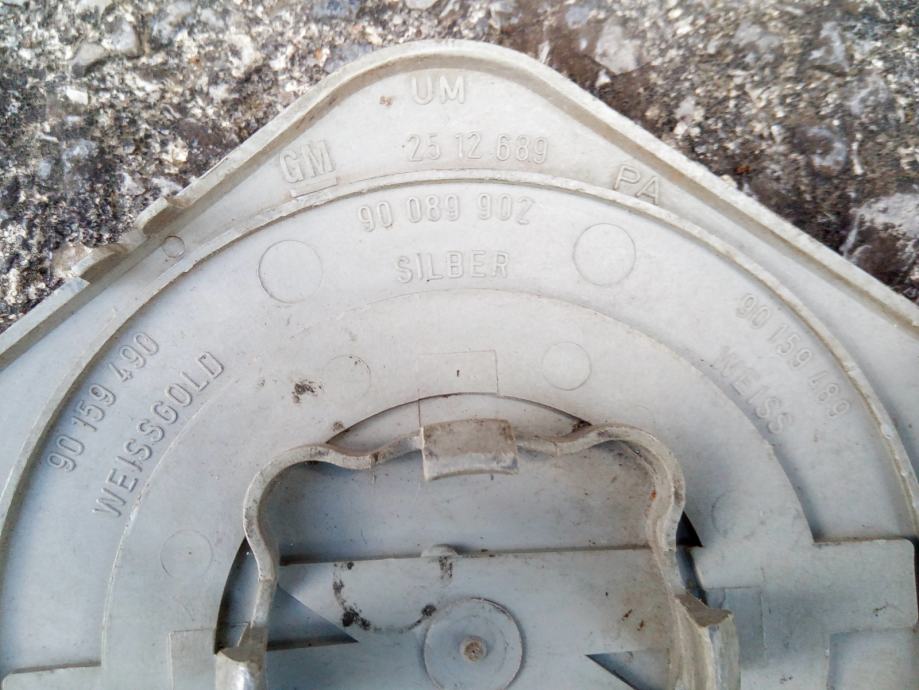 UM
GM
25 12 689
PA
90 089 902
SILBER
90 159 490
WEISSGOLD
90 159 489
WEISS